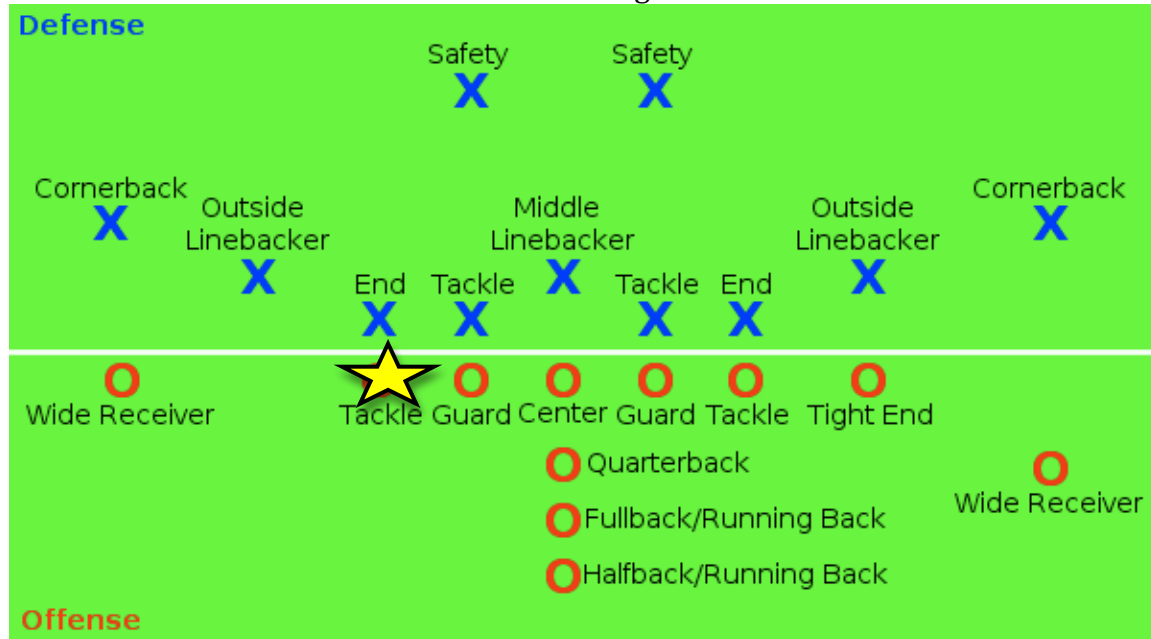 Defense
Safety Safety
Cornerback Cornerback
Outside Middle Outside
Linebacker Linebacker Linebacker
End Tackle Tackle End
X X
X
X X X
X X
X X X X
O O O O O O
Wide Receiver Tackle Guard Center Guard Tackle Tight End
O Quarterback
O
Wide Receiver
O Fullback/Running Back
O Halfback/Running Back
Offense